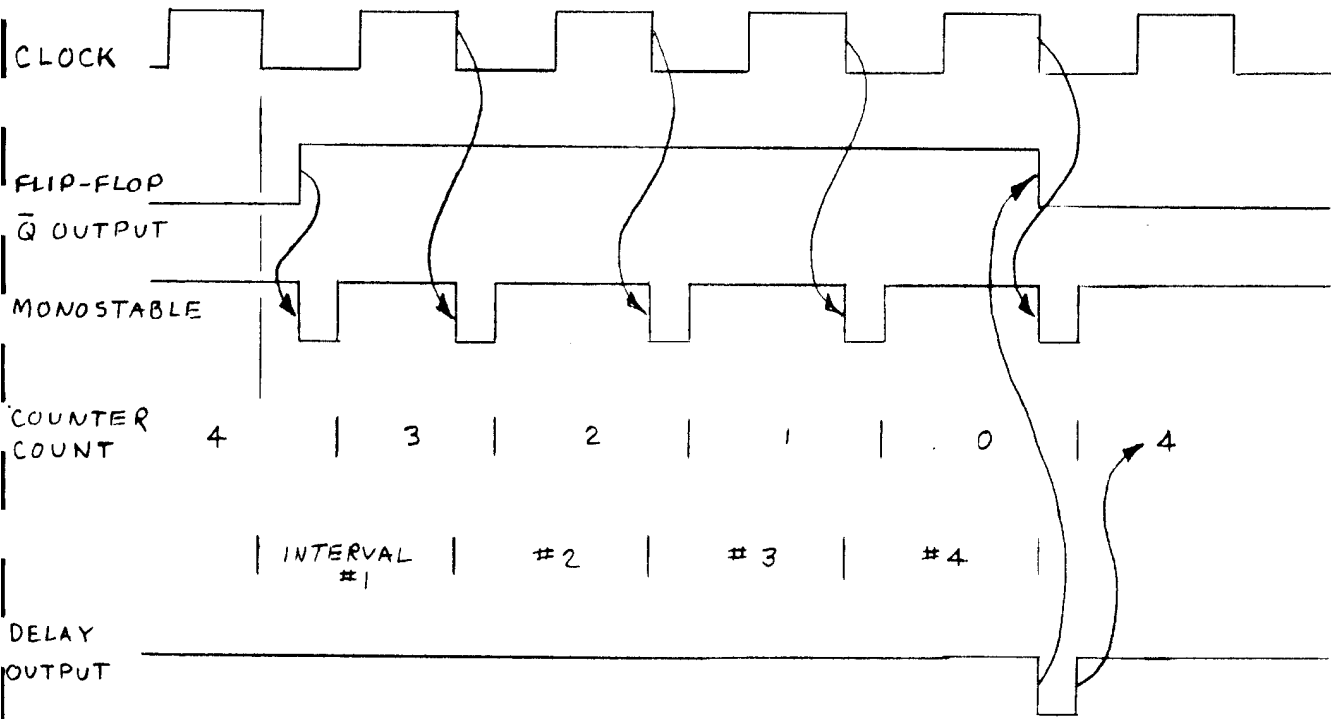 CLOCK
FLIP-FLOP
Q̄ OUTPUT
MONOSTABLE
COUNTER
COUNT
4 3 2 1 0 4
INTERVAL
#1
#2 #3 #4
DELAY
OUTPUT